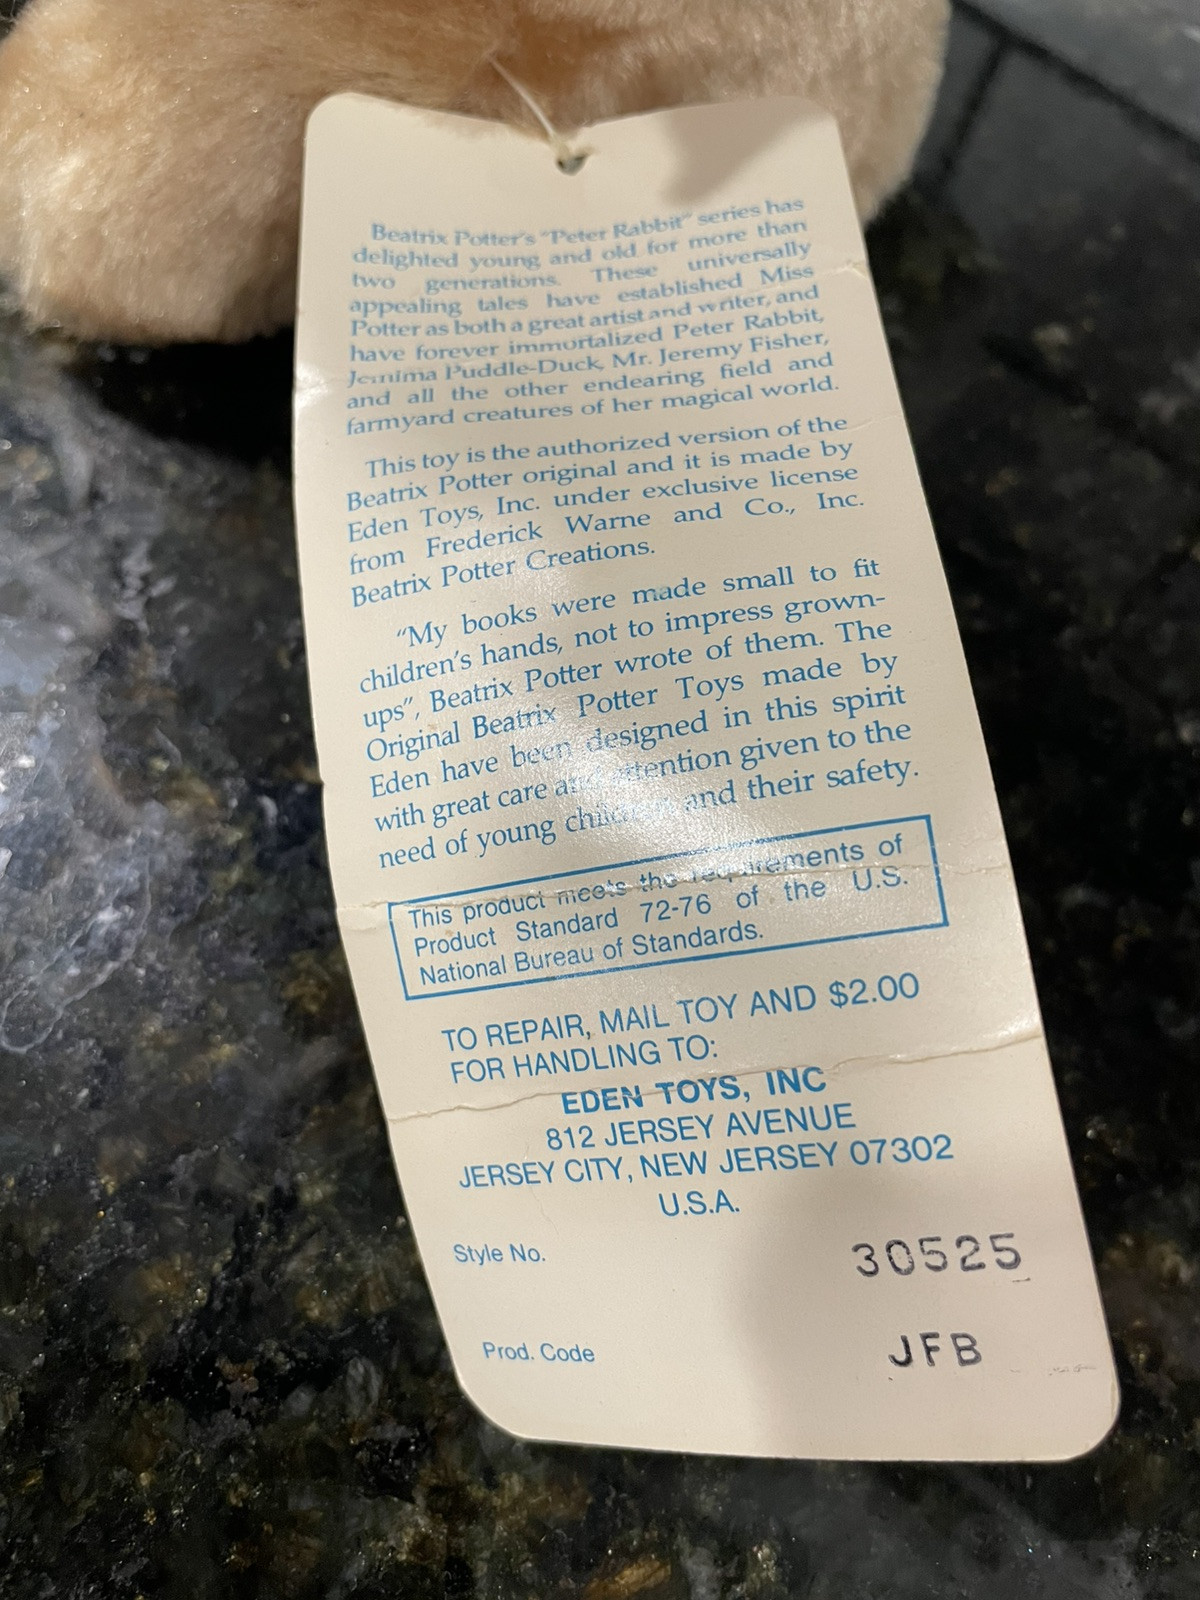 Beatrix Potter's "Peter Rabbit" series has
delighted young and old for more than
two generations. These universally
appealing tales have established Miss
Potter as both a great artist and writer, and
have forever immortalized Peter Rabbit,
Jemima Puddle-Duck, Mr. Jeremy Fisher,
and all the other endearing field and
farmyard creatures of her magical world.
This toy is the authorized version of the
Beatrix Potter original and it is made by
Eden Toys, Inc. under exclusive license
from Frederick Warne and Co., Inc.
Beatrix Potter Creations.
"My books were made small to fit
children's hands, not to impress grown-
ups", Beatrix Potter wrote of them. The
Original Beatrix Potter Toys made by
Eden have been designed in this spirit
with great care and attention given to the
need of young children and their safety.
This product meets the requirements of
Product Standard 72-76 of the U.S.
National Bureau of Standards.
TO REPAIR, MAIL TOY AND $2.00
FOR HANDLING TO:
EDEN TOYS, INC
812 JERSEY AVENUE
JERSEY CITY, NEW JERSEY 07302
U.S.A.
Style No. 30525
Prod. Code JFB